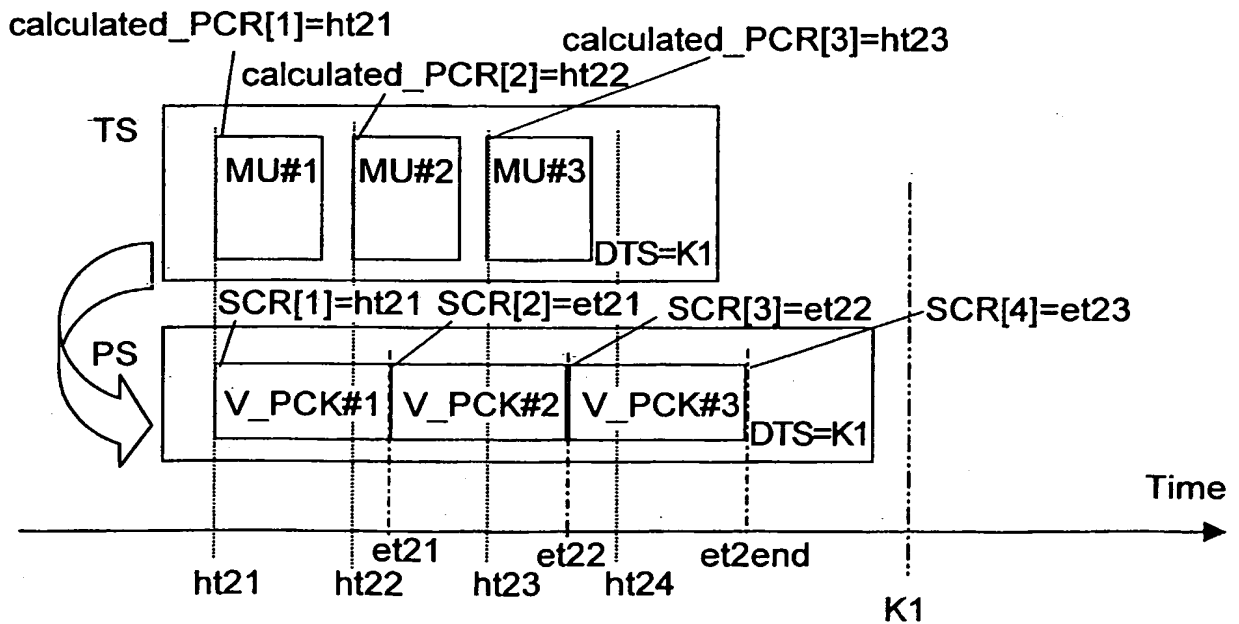 calculated_PCR[1]=ht21
calculated_PCR[3]=ht23
calculated_PCR[2]=ht22
TS
MU#1
MU#2
MU#3
DTS=K1
SCR[1]=ht21
SCR[2]=et21
SCR[3]=et22
SCR[4]=et23
PS
V_PCK#1
V_PCK#2
V_PCK#3
DTS=K1
Time
et21
et22
et2end
ht21
ht22
ht23
ht24
K1